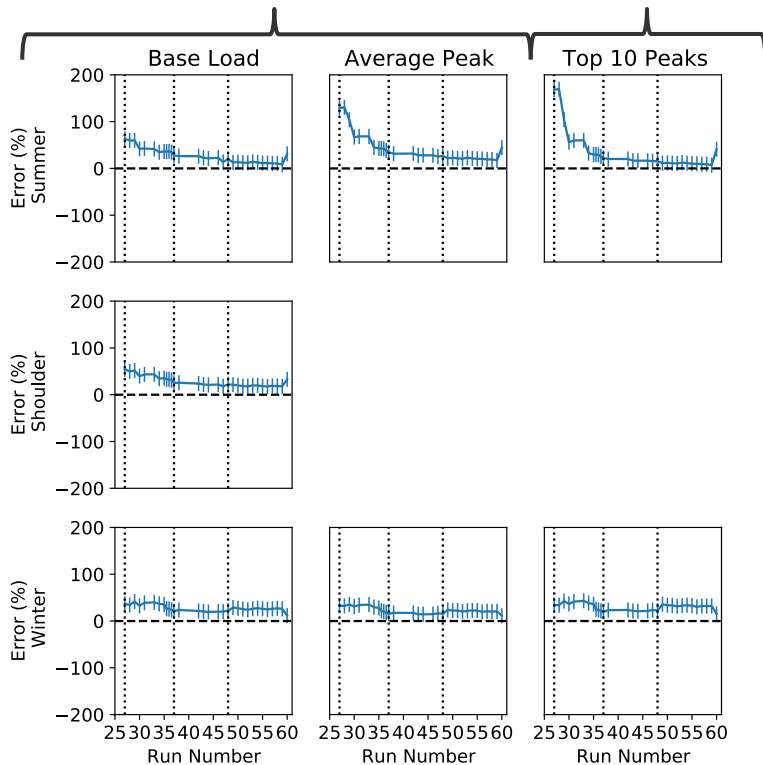 Base Load
Average Peak
Top 10 Peaks
200
100
0
−100
−200
Error (%)
Summer
200
100
0
−100
−200
Error (%)
Shoulder
200
100
0
−100
−200
Error (%)
Winter
25 30 35 40 45 50 55 60
25 30 35 40 45 50 55 60
25 30 35 40 45 50 55 60
Run Number
Run Number
Run Number